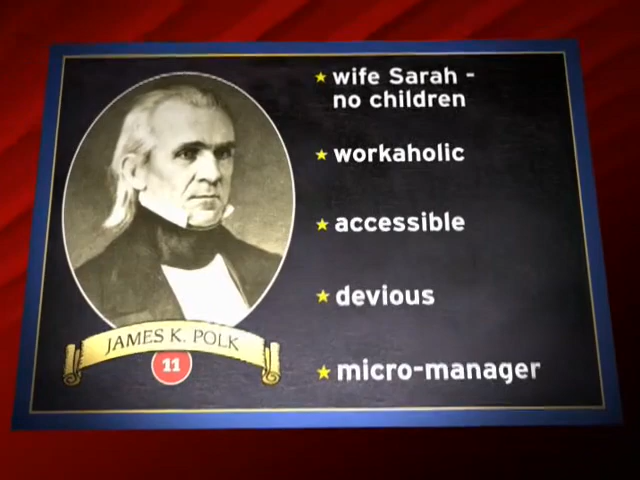 wife Sarah -
no children
workaholic
accessible
devious
micro-manager
JAMES K. POLK
11